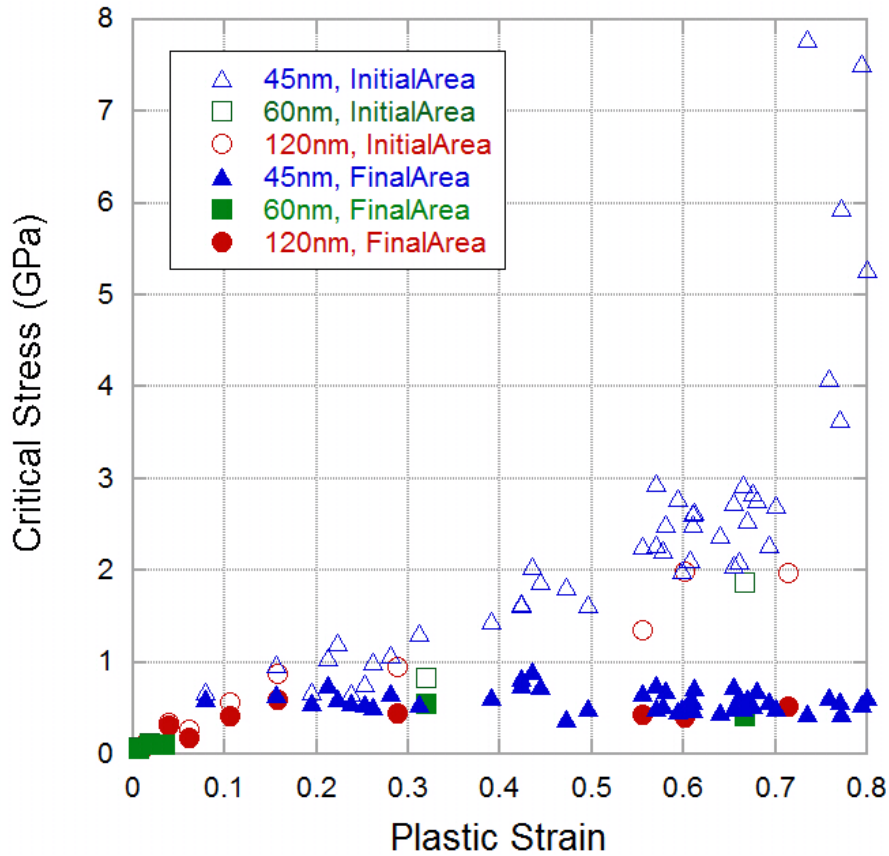 8
7
6
5
4
3
2
1
0
Critical Stress (GPa)
45nm, InitialArea
60nm, InitialArea
120nm, InitialArea
45nm, FinalArea
60nm, FinalArea
120nm, FinalArea
0 0.1 0.2 0.3 0.4 0.5 0.6 0.7 0.8
Plastic Strain